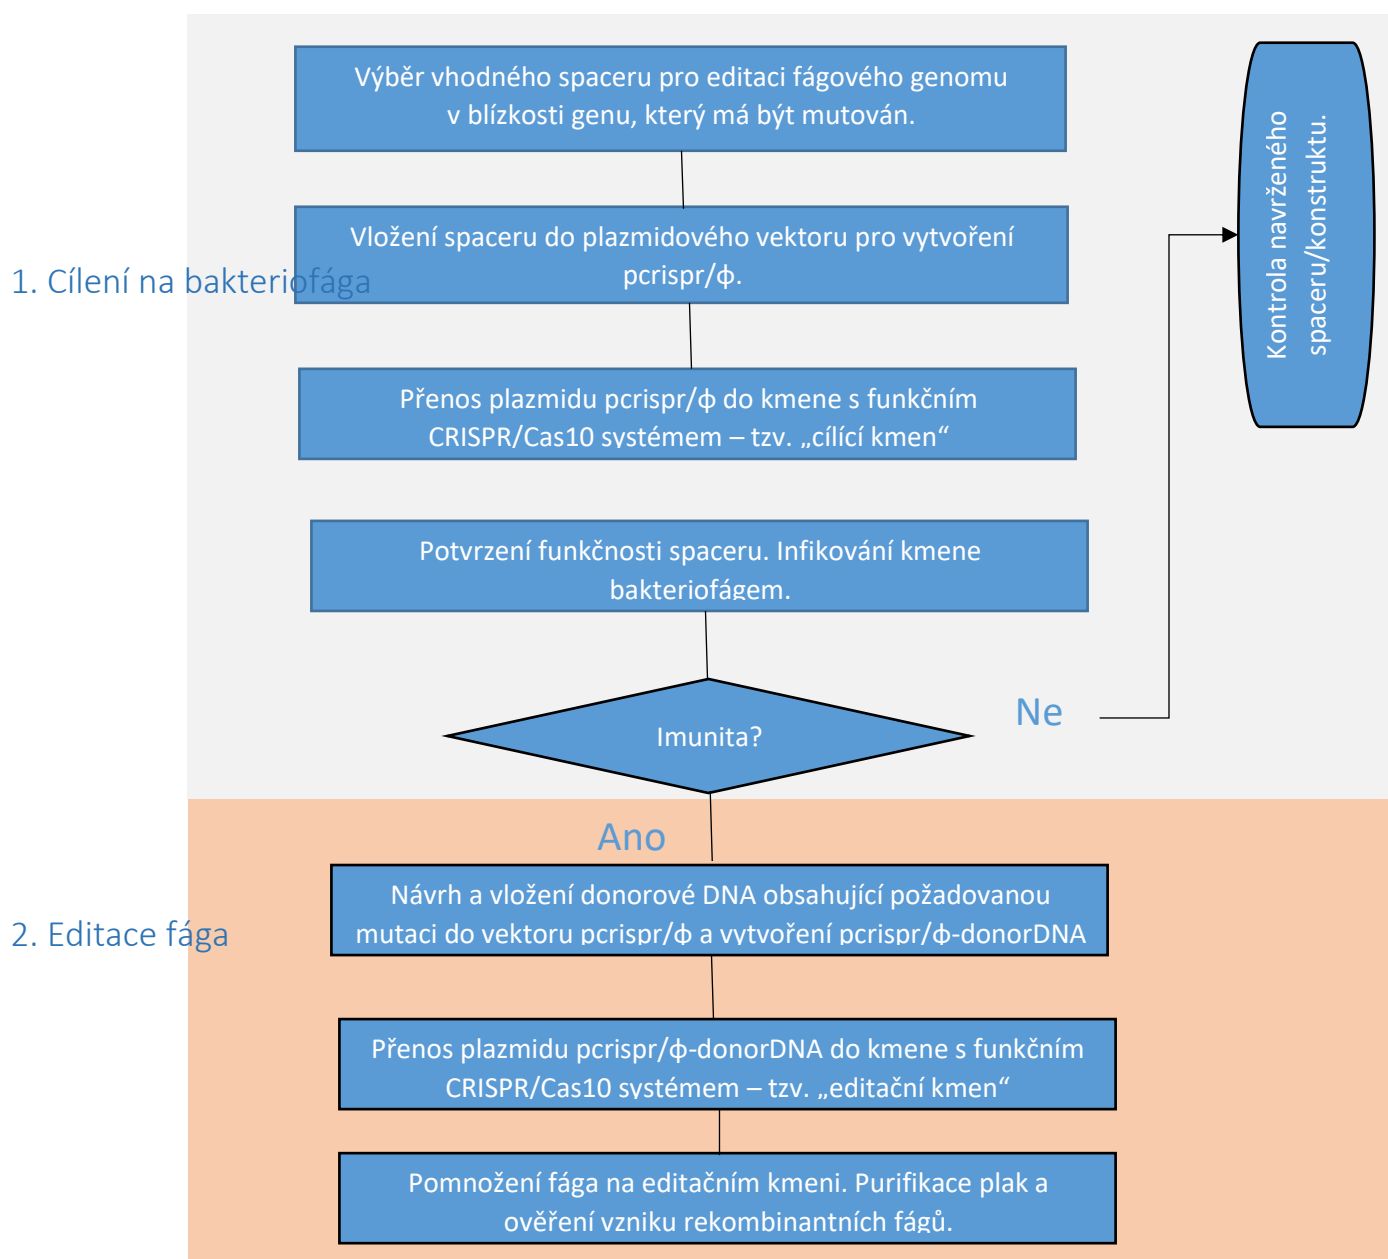 Výběr vhodného spaceru pro editaci fágového genomu
v blízkosti genu, který má být mutován.
Kontrola navrženého
spaceru/konstruktu.
Vložení spaceru do plazmidového vektoru pro vytvoření
pcrispr/ϕ.
1. Cílení na bakteriofága
Přenos plazmidu pcrispr/ϕ do kmene s funkčním
CRISPR/Cas10 systémem – tzv. „cílící kmen“
Potvrzení funkčnosti spaceru. Infikování kmene
bakteriofágem.
Imunita?
Ne
Ano
Návrh a vložení donorové DNA obsahující požadovanou
mutaci do vektoru pcrispr/ϕ a vytvoření pcrispr/ϕ-donorDNA
2. Editace fága
Přenos plazmidu pcrispr/ϕ-donorDNA do kmene s funkčním
CRISPR/Cas10 systémem – tzv. „editační kmen“
Pomnožení fága na editačním kmeni. Purifikace plak a
ověření vzniku rekombinantních fágů.